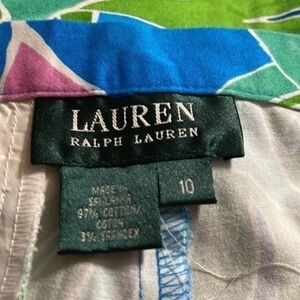 LAUREN
RALPH LAUREN
10
MADE IN
SRI LANKA
97% COTTON/
COTON
3% SPANDEX